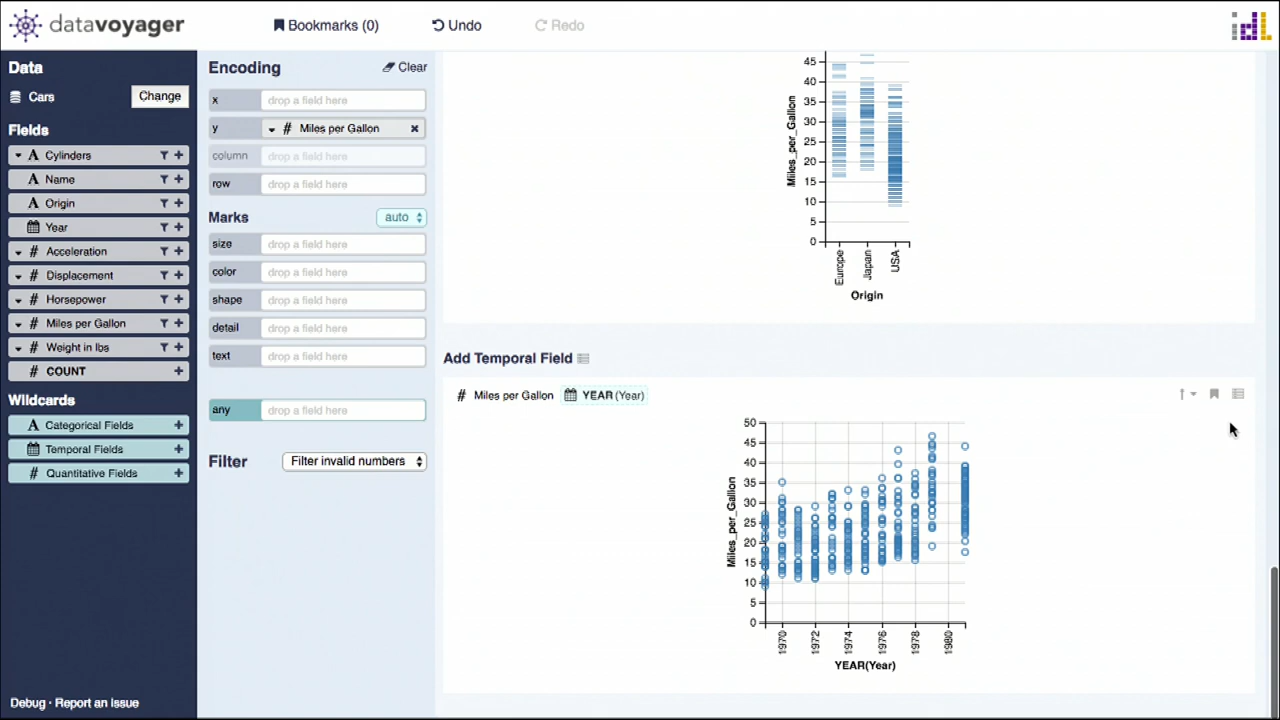 datavoyager
Bookmarks (0)
Undo
Redo
idl
Data
Cars
Change
Fields
A Cylinders
A Name
A Origin
Year
# Acceleration
# Displacement
# Horsepower
# Miles per Gallon
# Weight in lbs
COUNT
Wildcards
A Categorical Fields
Temporal Fields
# Quantitative Fields
Debug · Report an issue
Encoding
Clear
x drop a field here
y # Miles per Gallon
column drop a field here
row drop a field here
Marks auto
size drop a field here
color drop a field here
shape drop a field here
detail drop a field here
text drop a field here
any drop a field here
Filter Filter invalid numbers
45
40
35
30
25
20
15
10
5
0
Miles_per_Gallon
Europe
Japan
USA
Origin
Add Temporal Field
# Miles per Gallon YEAR (Year)
50
45
40
35
30
25
20
15
10
5
0
Miles_per_Gallon
1970
1972
1974
1976
1978
1980
YEAR(Year)